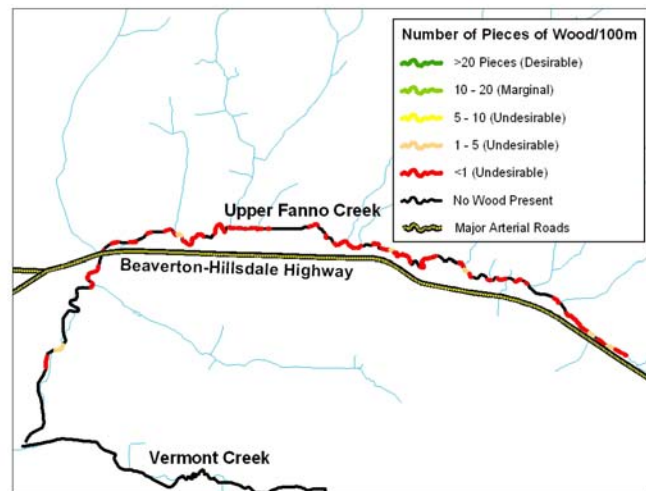 Number of Pieces of Wood/100m
>20 Pieces (Desirable)
10 - 20 (Marginal)
5 - 10 (Undesirable)
1 - 5 (Undesirable)
<1 (Undesirable)
No Wood Present
Major Arterial Roads
Upper Fanno Creek
Beaverton-Hillsdale Highway
Vermont Creek